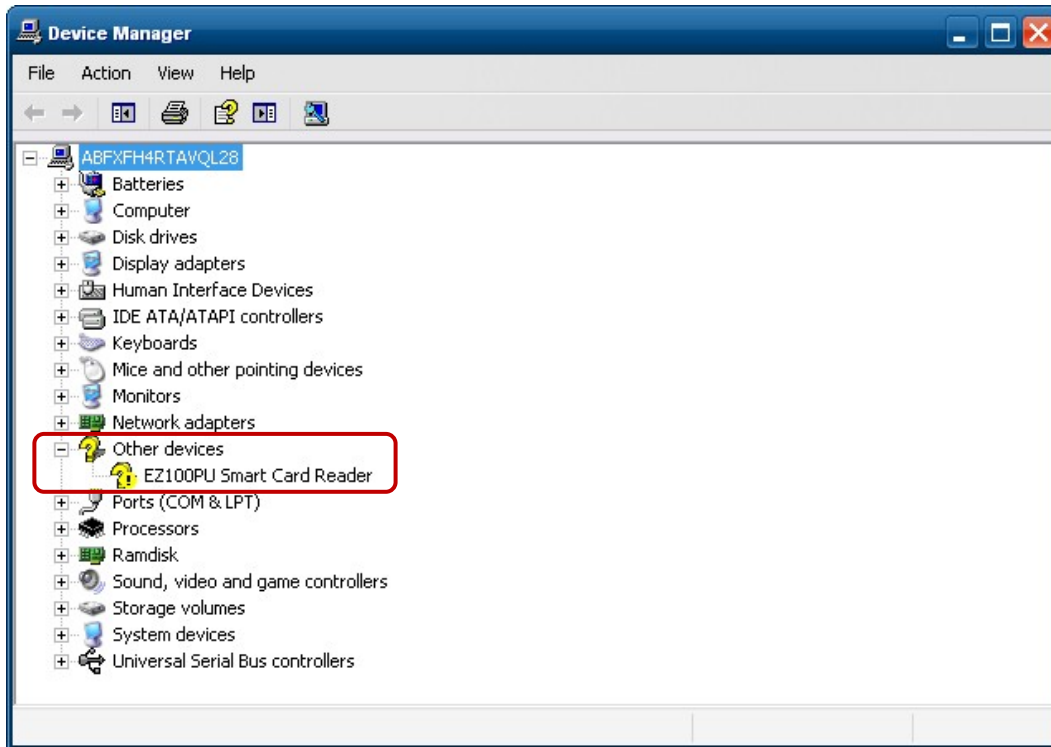 Device Manager
File Action View Help
ABFXFH4RTAVQL28
Batteries
Computer
Disk drives
Display adapters
Human Interface Devices
IDE ATA/ATAPI controllers
Keyboards
Mice and other pointing devices
Monitors
Network adapters
Other devices
EZ100PU Smart Card Reader
Ports (COM & LPT)
Processors
Ramdisk
Sound, video and game controllers
Storage volumes
System devices
Universal Serial Bus controllers